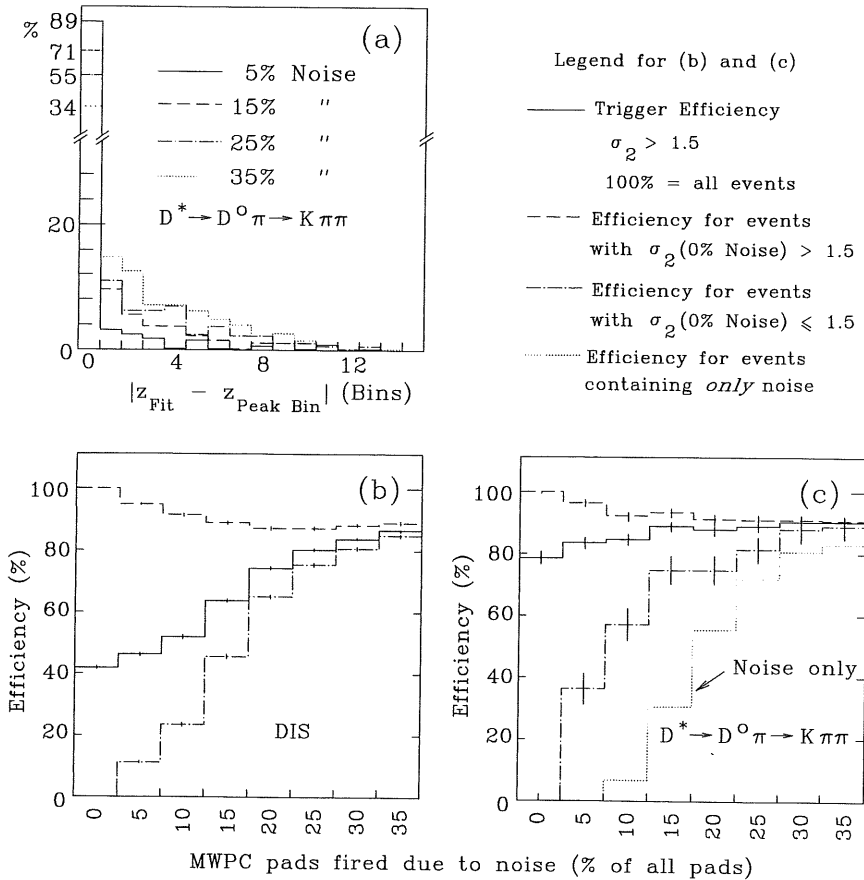 %
89
71
55
34
20
0
(a)
5% Noise
15% "
25% "
35% "
D* → D⁰ π → K ππ
0 4 8 12
|z_Fit − z_Peak Bin| (Bins)
Legend for (b) and (c)
Trigger Efficiency
σ₂ > 1.5
100% = all events
Efficiency for events
with σ₂(0% Noise) > 1.5
Efficiency for events
with σ₂(0% Noise) ⩽ 1.5
Efficiency for events
containing only noise
(b)
Efficiency (%)
100
80
60
40
20
0
DIS
0 5 10 15 20 25 30 35
(c)
Efficiency (%)
100
80
60
40
20
0
Noise only
D* → D⁰ π → K ππ
0 5 10 15 20 25 30 35
MWPC pads fired due to noise (% of all pads)